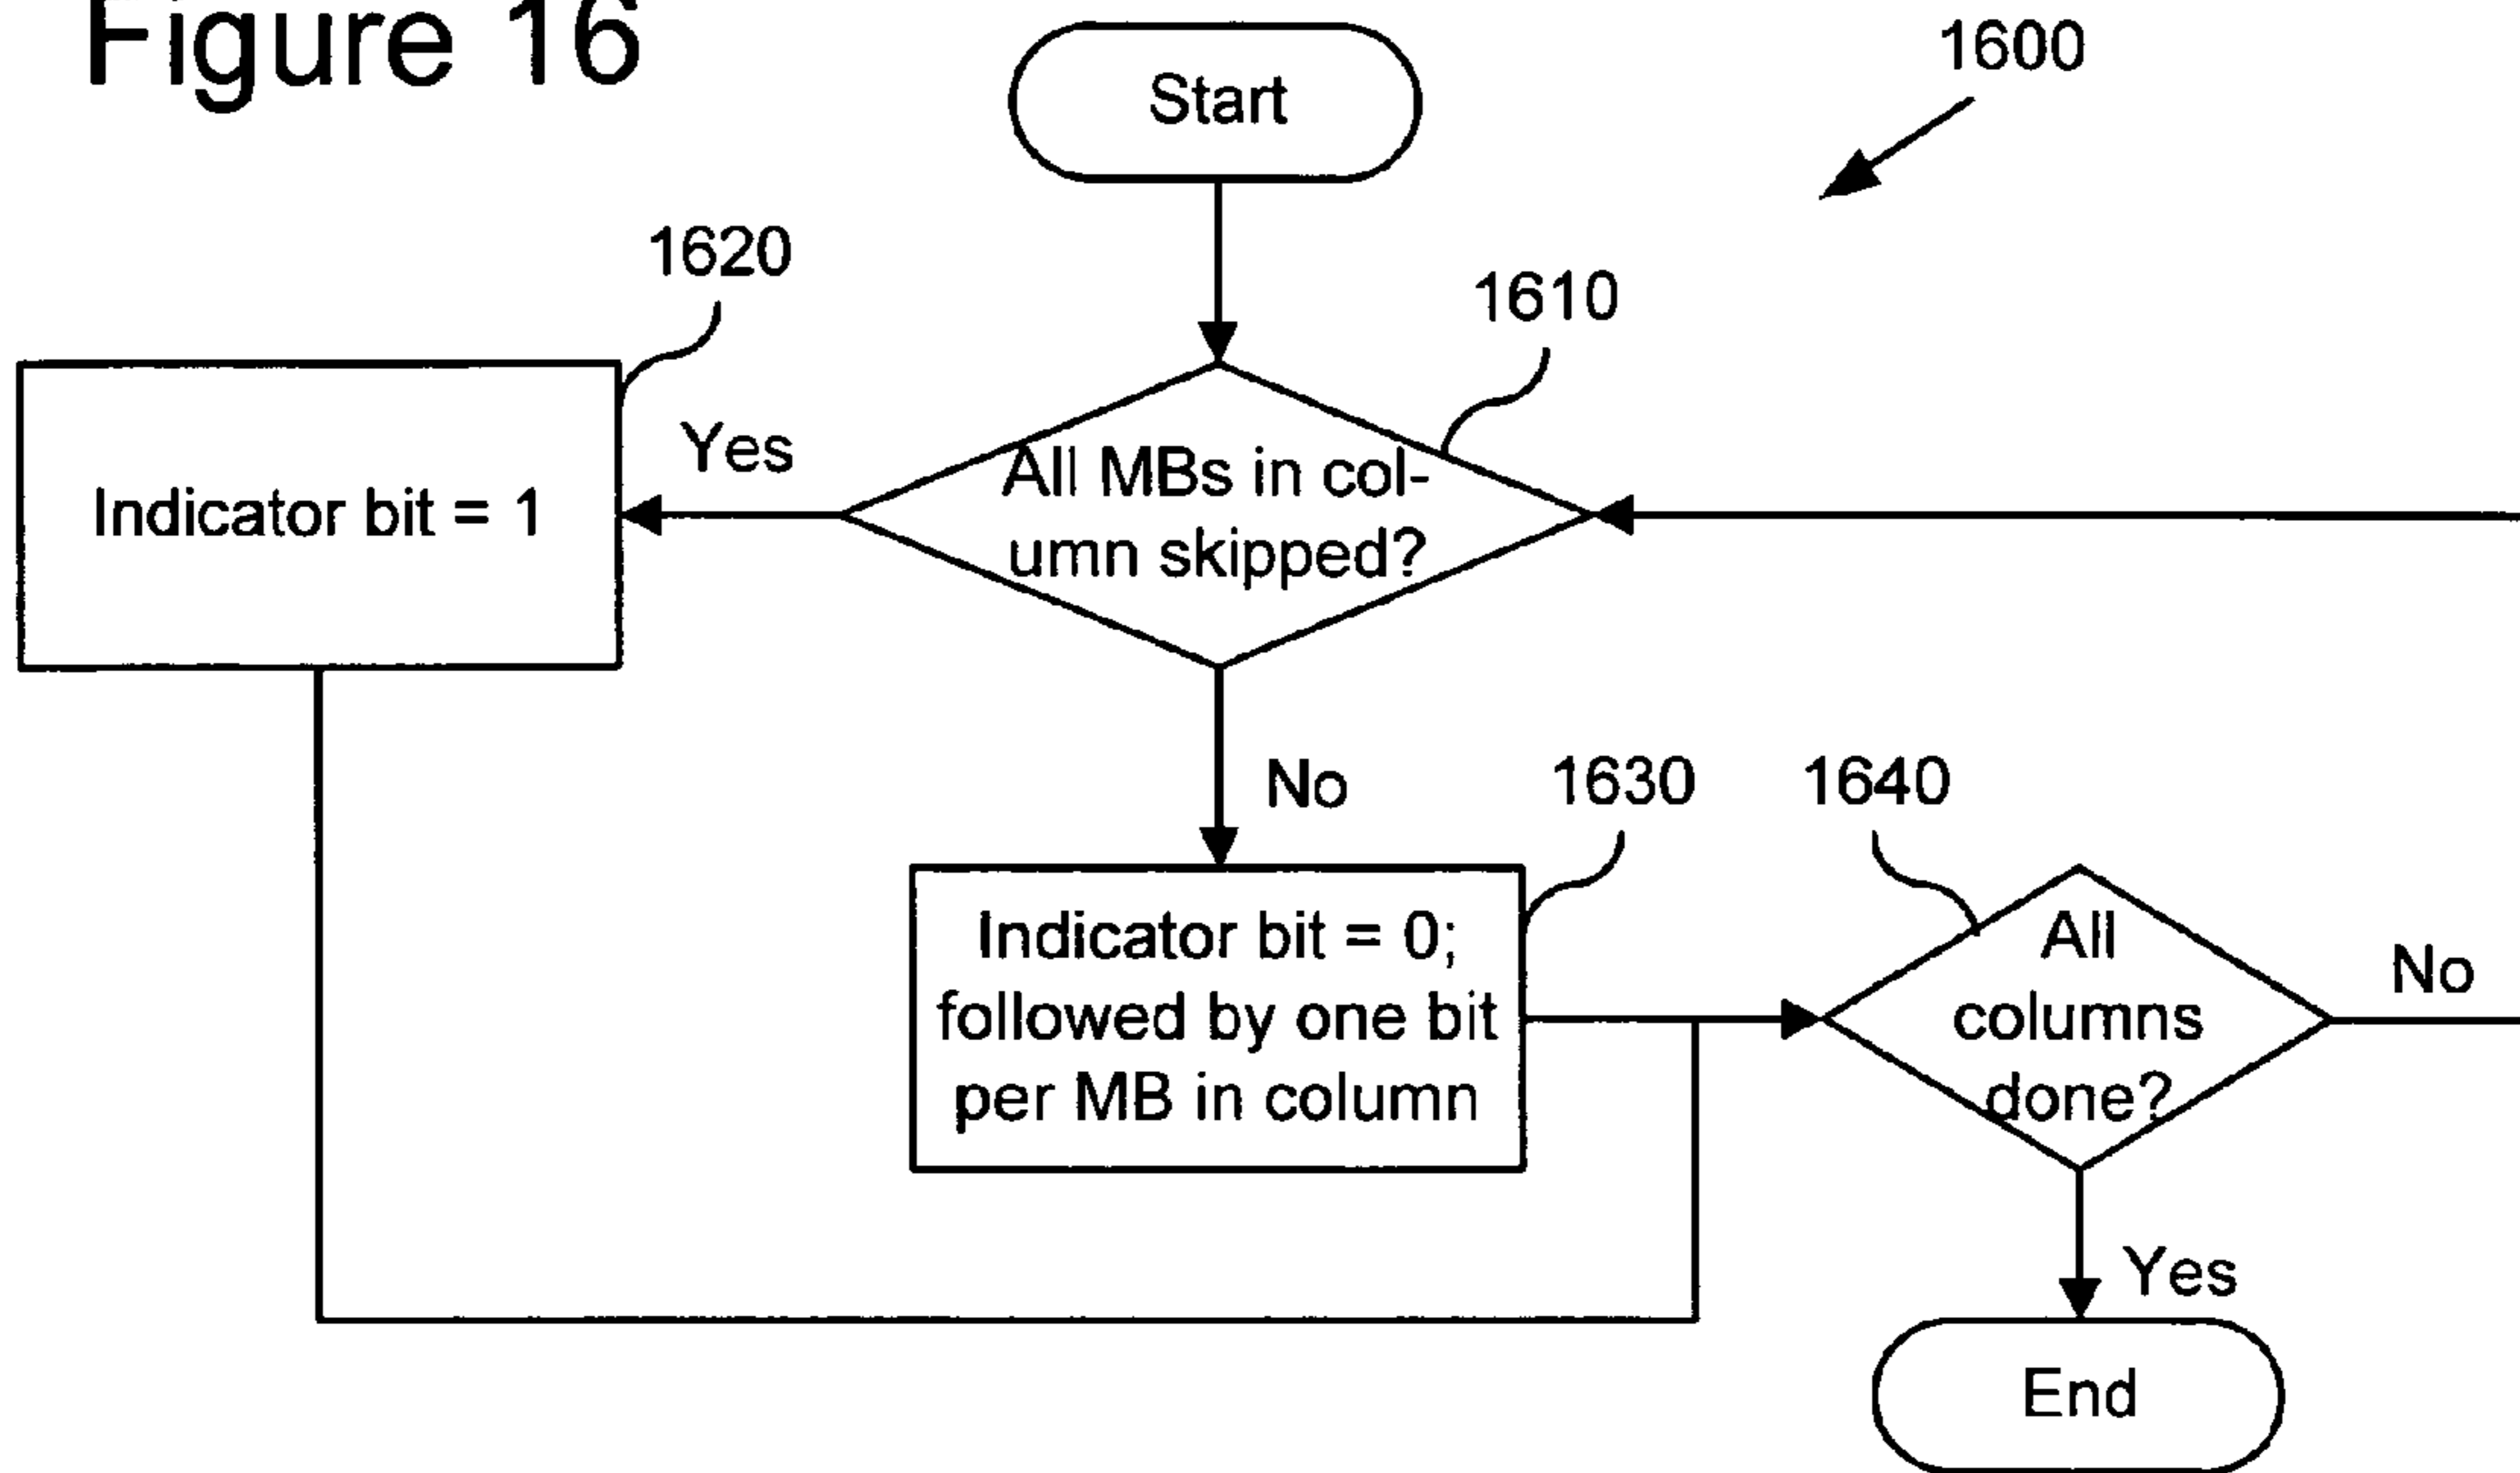 Figure 16
Start
1600
1620
1610
Yes
All MBs in col-
umn skipped?
Indicator bit = 1
No
1630
1640
Indicator bit = 0;
followed by one bit
per MB in column
All
columns
done?
No
Yes
End